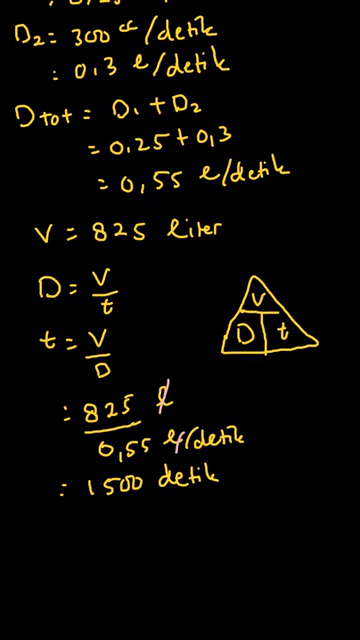 D2 = 300 cc/detik
: 0,3 l/detik
Dtot = D1 + D2
= 0,25 + 0,3
= 0,55 l/detik
V = 825 liter
D = V/t
t = V/D
V
D t
: 825 l
0,55 l/detik
: 1500 detik